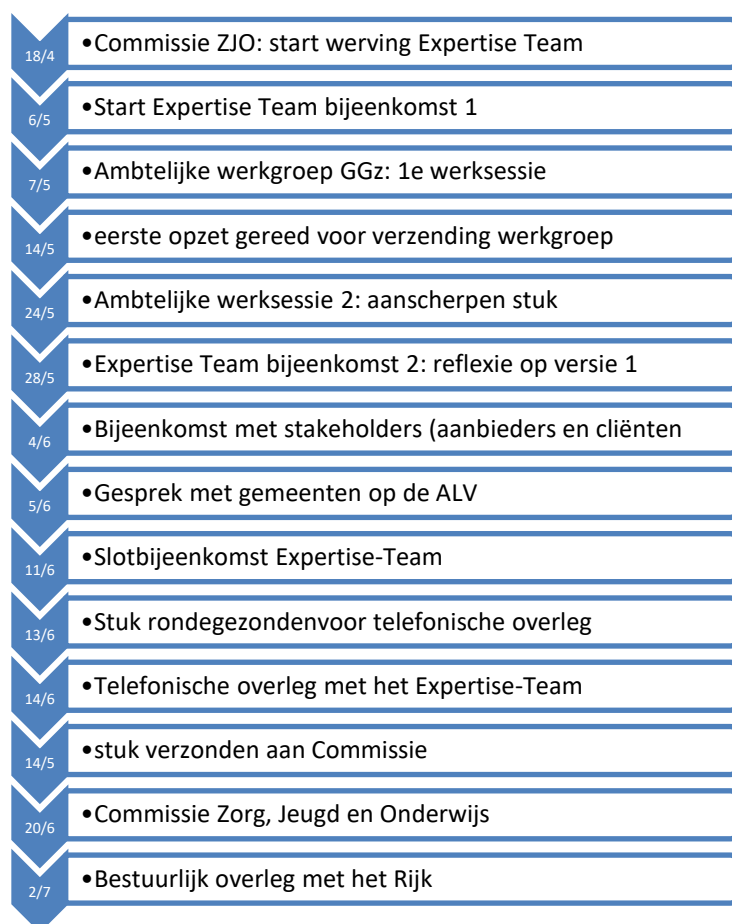 18/4 •Commissie ZJO: start werving Expertise Team
6/5 •Start Expertise Team bijeenkomst 1
7/5 •Ambtelijke werkgroep GGz: 1e werksessie
14/5 •eerste opzet gereed voor verzending werkgroep
24/5 •Ambtelijke werksessie 2: aanscherpen stuk
28/5 •Expertise Team bijeenkomst 2: reflexie op versie 1
4/6 •Bijeenkomst met stakeholders (aanbieders en cliënten
5/6 •Gesprek met gemeenten op de ALV
11/6 •Slotbijeenkomst Expertise-Team
13/6 •Stuk rondegezondenvoor telefonische overleg
14/6 •Telefonische overleg met het Expertise-Team
14/5 •stuk verzonden aan Commissie
20/6 •Commissie Zorg, Jeugd en Onderwijs
2/7 •Bestuurlijk overleg met het Rijk